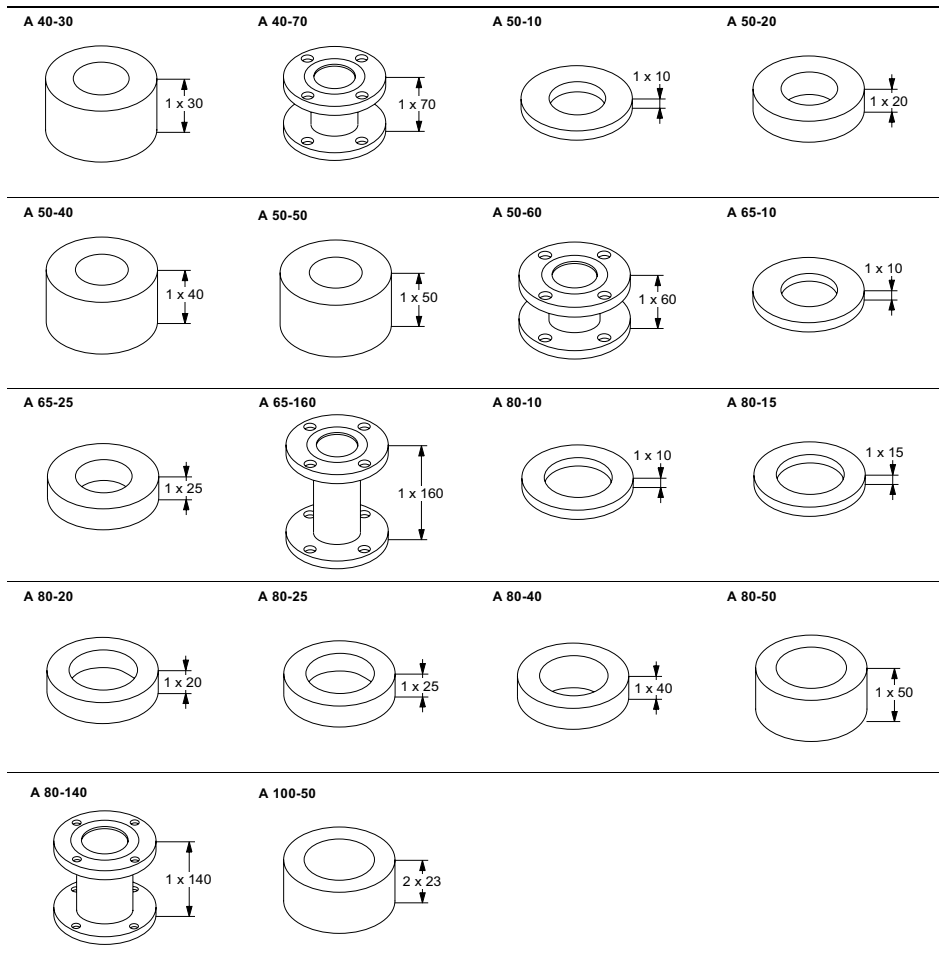 A 40-30
A 40-70
A 50-10
A 50-20
1 x 30
1 x 70
1 x 10
1 x 20
A 50-40
A 50-50
A 50-60
A 65-10
1 x 40
1 x 50
1 x 60
1 x 10
A 65-25
A 65-160
A 80-10
A 80-15
1 x 25
1 x 160
1 x 10
1 x 15
A 80-20
A 80-25
A 80-40
A 80-50
1 x 20
1 x 25
1 x 40
1 x 50
A 80-140
A 100-50
1 x 140
2 x 23